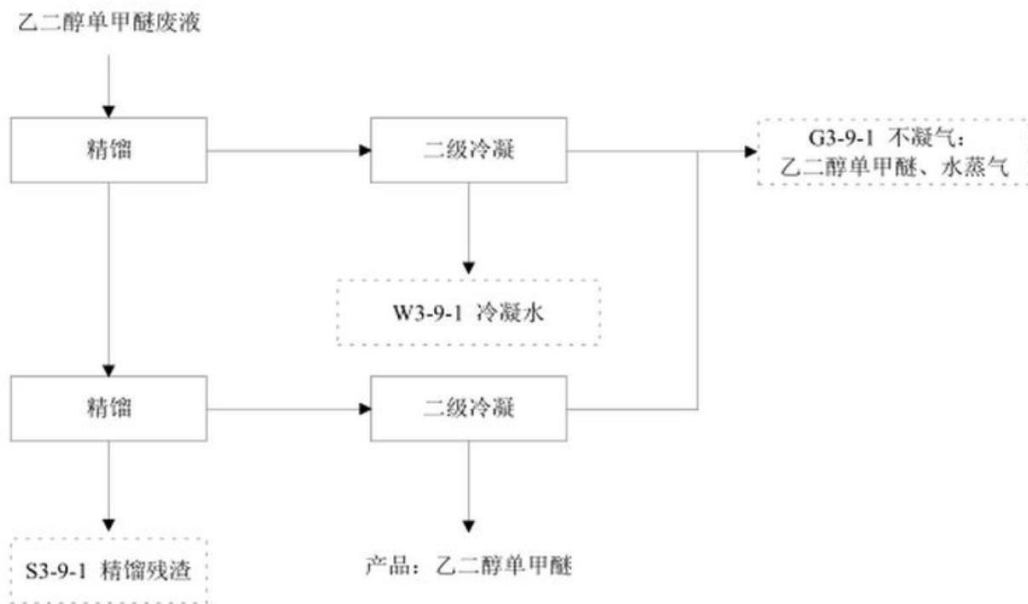 乙二醇单甲醚废液
精馏
二级冷凝
G3-9-1 不凝气：
乙二醇单甲醚、水蒸气
W3-9-1 冷凝水
精馏
二级冷凝
S3-9-1 精馏残渣
产品：乙二醇单甲醚